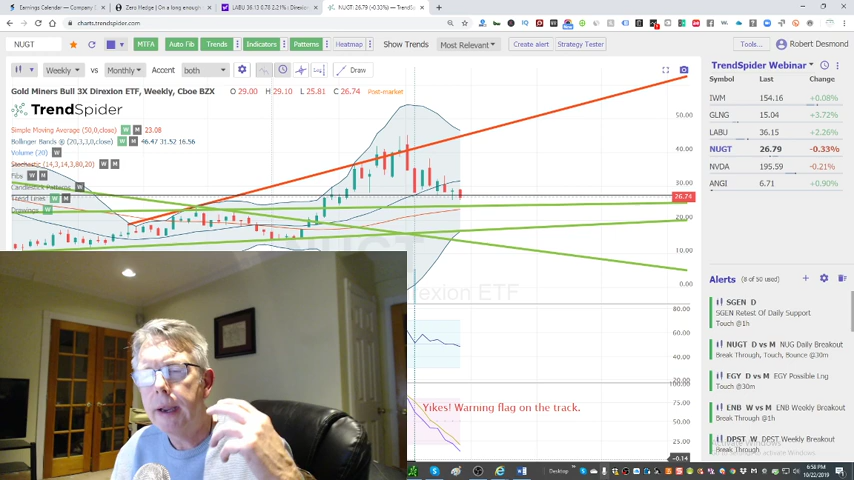 Earnings Calendar — Company E
Zero Hedge | On a long enough
LABU 36.13 0.78 2.21%
NUGT: 26.79 (-0.33%) — TrendSp
charts.trendspider.com
NUGT
MTFA
Auto Fib
Trends
Indicators
Patterns
Heatmap
Show Trends
Most Relevant
Create alert
Strategy Tester
Tools...
Robert Desmond
Weekly
vs
Monthly
Accent
both
Draw
TrendSpider Webinar
Gold Miners Bull 3X Direxion ETF, Weekly, Cboe BZX O 29.00 H 29.10 L 25.81 C 26.74 Post-market
TrendSpider
Simple Moving Average (50,0,close) W M 23.08
Bollinger Bands (20,3,3,0,close) W M 46.47 31.52 16.56
Volume (20) W
Stochastic (14,3,14,3,80,20) W M
Fibs W
Candlestick Patterns W
Trend Lines W M
Drawings W
50.00
40.00
30.00
26.74
20.00
10.00
0.00
80.00
60.00
40.00
20.00
100.00
75.00
50.00
25.00
-0.14
NUGT
Direxion ETF
Yikes! Warning flag on the track.
Symbol Last Change
IWM 154.16 +0.08%
GLNG 15.04 +3.72%
LABU 36.15 +2.26%
NUGT 26.79 -0.33%
NVDA 195.59 -0.21%
ANGI 6.71 +0.90%
Alerts (8 of 50 used)
SGEN D
SGEN Retest Of Daily Support
Touch @1h
NUGT D vs M NUG Daily Breakout
Break Through, Touch, Bounce @30m
EGY D vs M EGY Possible Lng
Touch @30m
ENB W vs M ENB Weekly Breakout
Break Through @1h
DPST W DPST Weekly Breakout
Break Through
Desktop
6:58 PM
10/22/2019